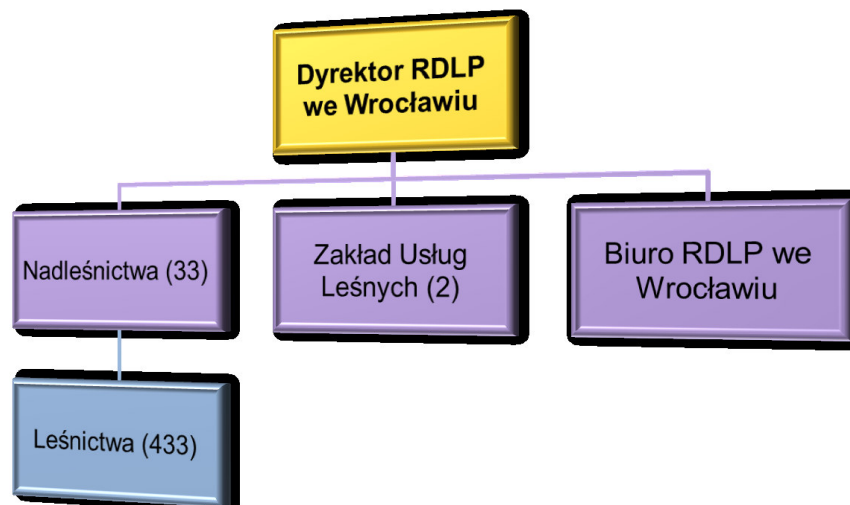 Dyrektor RDLP
we Wrocławiu
Nadleśnictwa (33)
Zakład Usług
Leśnych (2)
Biuro RDLP we
Wrocławiu
Leśnictwa (433)